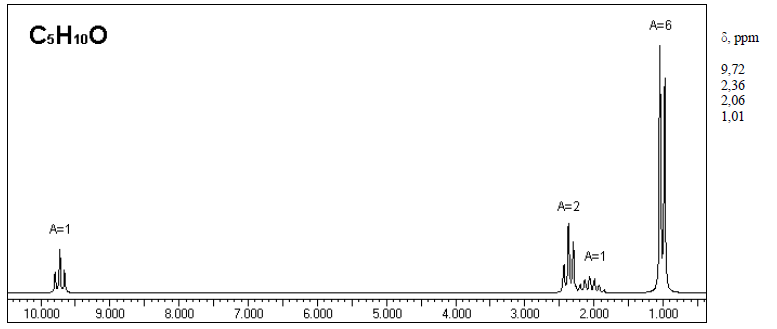 C₅H₁₀O
A=6
δ, ppm
9,72
2,36
2,06
1,01
A=1
A=2
A=1
10.000 9.000 8.000 7.000 6.000 5.000 4.000 3.000 2.000 1.000